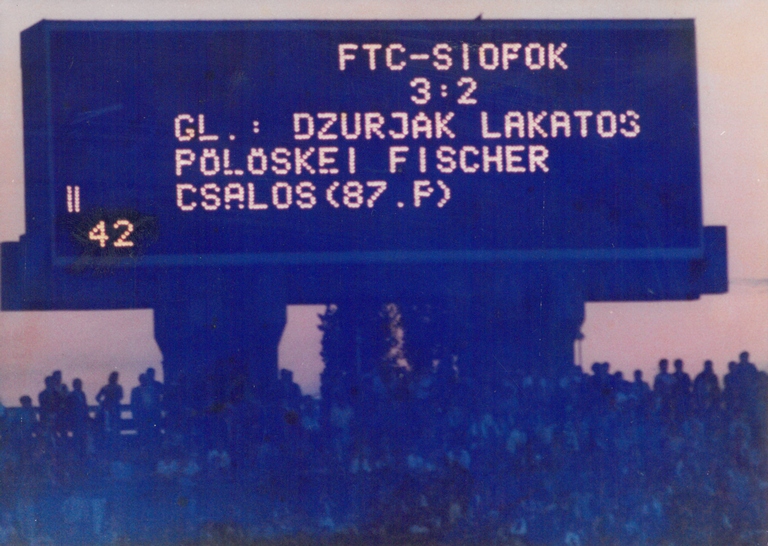 FTC-SIOFOK
3:2
GL.: DZURJAK LAKATOS
PÖLÖSKEI FISCHER
II CSALOS(87.P)
42